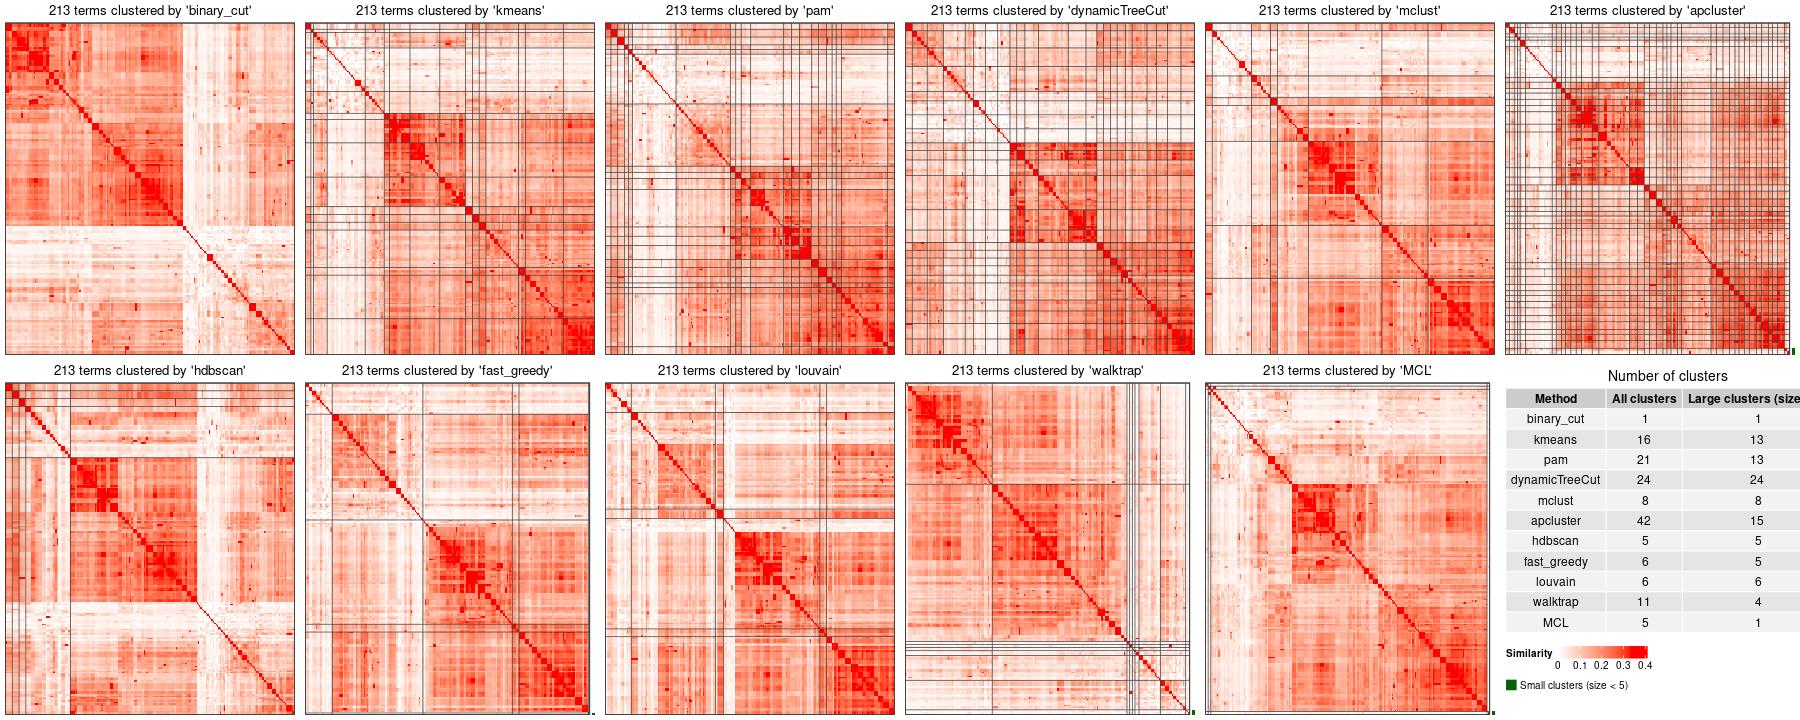 213 terms clustered by 'binary_cut'
213 terms clustered by 'kmeans'
213 terms clustered by 'pam'
213 terms clustered by 'dynamicTreeCut'
213 terms clustered by 'mclust'
213 terms clustered by 'apcluster'
213 terms clustered by 'hdbscan'
213 terms clustered by 'fast_greedy'
213 terms clustered by 'louvain'
213 terms clustered by 'walktrap'
213 terms clustered by 'MCL'
Number of clusters
Method All clusters Large clusters (size
binary_cut 1 1
kmeans 16 13
pam 21 13
dynamicTreeCut 24 24
mclust 8 8
apcluster 42 15
hdbscan 5 5
fast_greedy 6 5
louvain 6 6
walktrap 11 4
MCL 5 1
Similarity
0 0.1 0.2 0.3 0.4
Small clusters (size < 5)